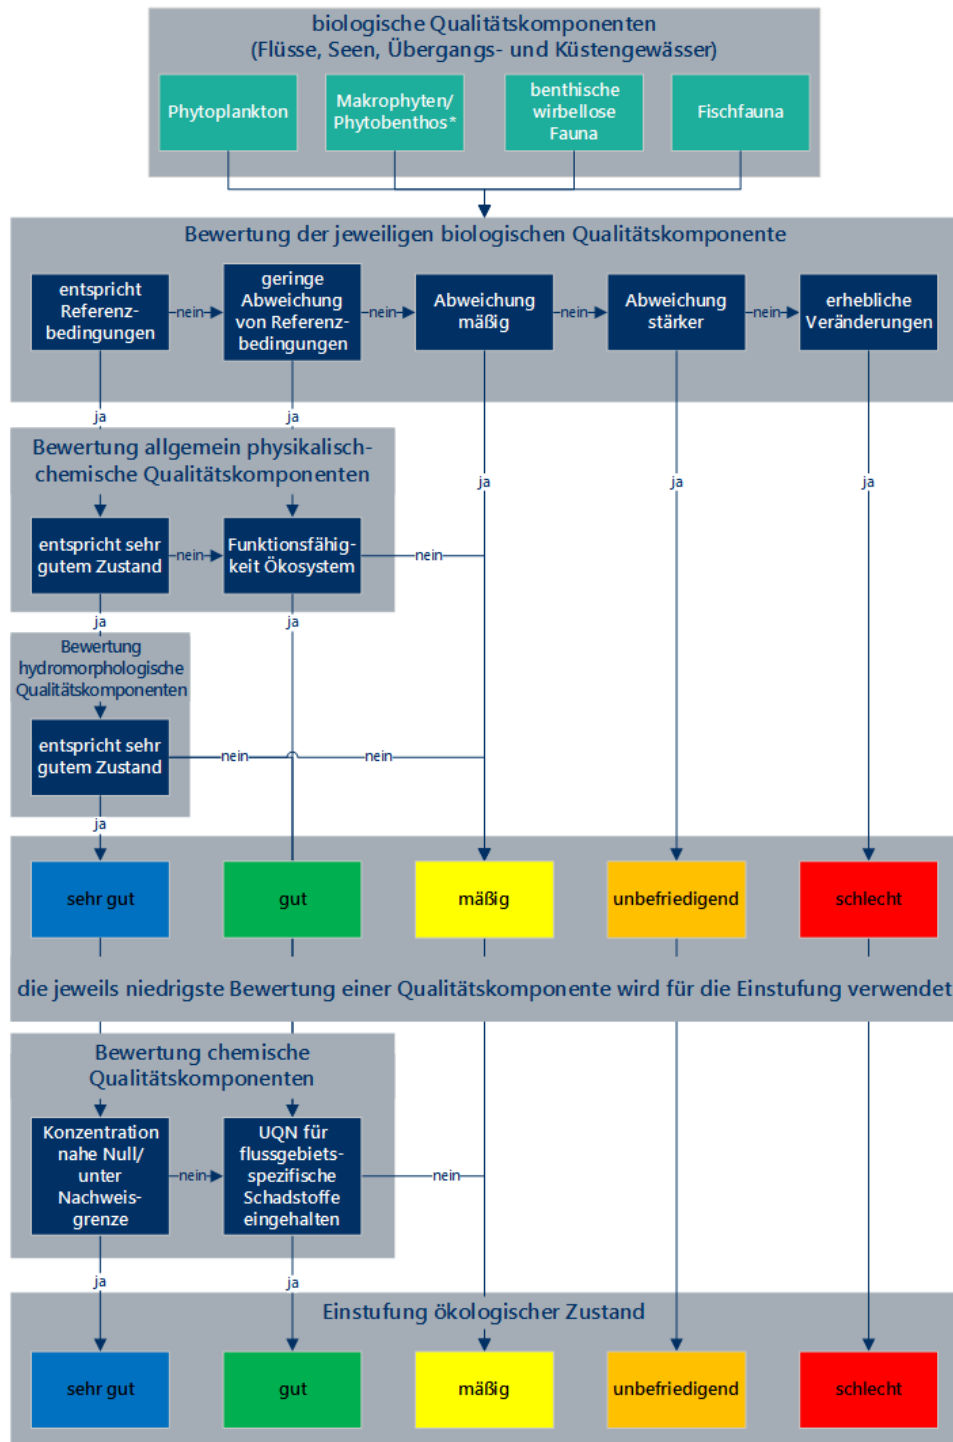 biologische Qualitätskomponenten
(Flüsse, Seen, Übergangs- und Küstengewässer)
Phytoplankton
Makrophyten/
Phytobenthos*
benthische
wirbellose
Fauna
Fischfauna
Bewertung der jeweiligen biologischen Qualitätskomponente
entspricht
Referenz-
bedingungen
nein
geringe
Abweichung
von Referenz-
bedingungen
nein
Abweichung
mäßig
nein
Abweichung
stärker
nein
erhebliche
Veränderungen
ja
ja
ja
ja
ja
Bewertung allgemein physikalisch-
chemische Qualitätskomponenten
entspricht sehr
gutem Zustand
nein
Funktionsfähig-
keit Ökosystem
nein
ja
ja
Bewertung
hydromorphologische
Qualitätskomponenten
entspricht sehr
gutem Zustand
nein
nein
ja
sehr gut
gut
mäßig
unbefriedigend
schlecht
die jeweils niedrigste Bewertung einer Qualitätskomponente wird für die Einstufung verwendet
Bewertung chemische
Qualitätskomponenten
Konzentration
nahe Null/
unter
Nachweis-
grenze
nein
UQN für
flussgebiets-
spezifische
Schadstoffe
eingehalten
nein
ja
ja
Einstufung ökologischer Zustand
sehr gut
gut
mäßig
unbefriedigend
schlecht